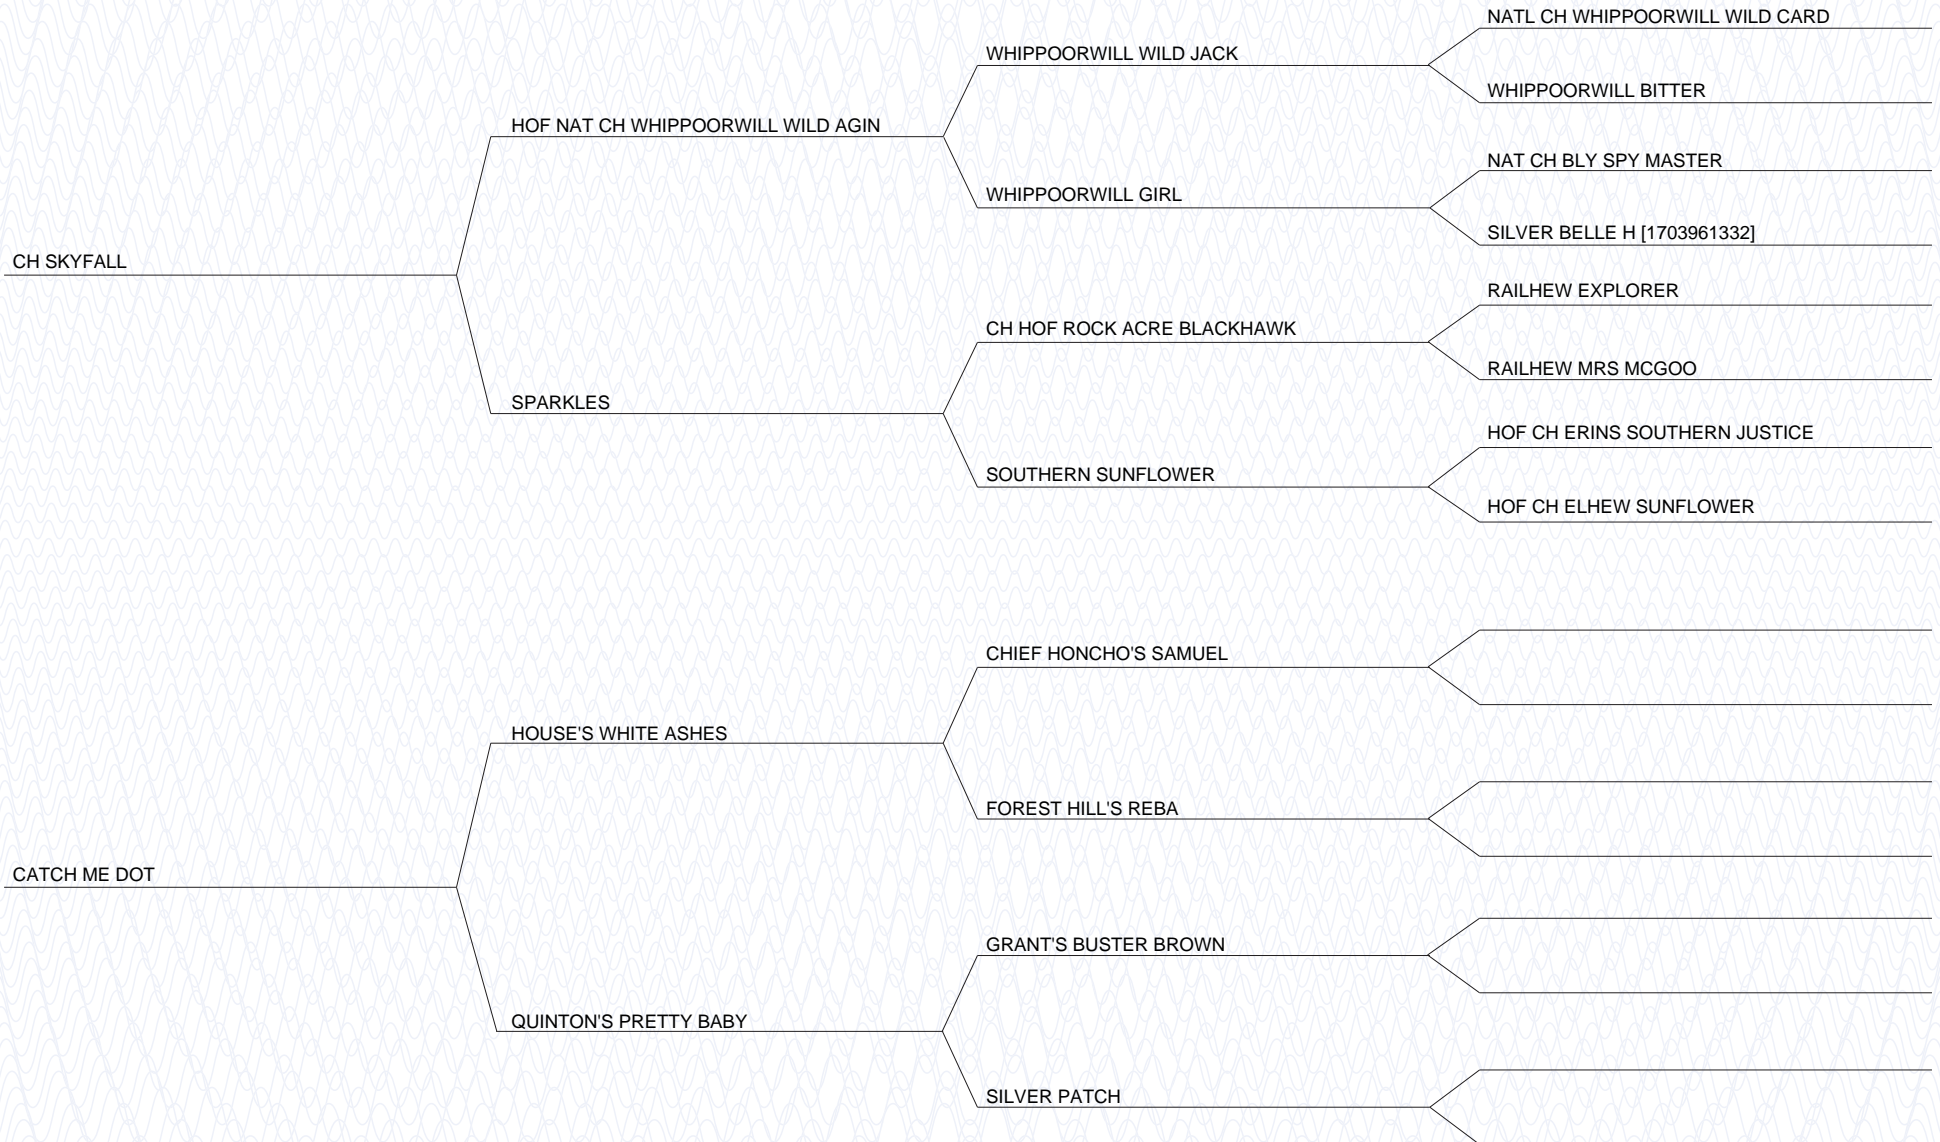 NATL CH WHIPPOORWILL WILD CARD
WHIPPOORWILL WILD JACK
WHIPPOORWILL BITTER
HOF NAT CH WHIPPOORWILL WILD AGIN
NAT CH BLY SPY MASTER
WHIPPOORWILL GIRL
SILVER BELLE H [1703961332]
CH SKYFALL
RAILHEW EXPLORER
CH HOF ROCK ACRE BLACKHAWK
RAILHEW MRS MCGOO
SPARKLES
HOF CH ERINS SOUTHERN JUSTICE
SOUTHERN SUNFLOWER
HOF CH ELHEW SUNFLOWER
CHIEF HONCHO'S SAMUEL
HOUSE'S WHITE ASHES
FOREST HILL'S REBA
CATCH ME DOT
GRANT'S BUSTER BROWN
QUINTON'S PRETTY BABY
SILVER PATCH